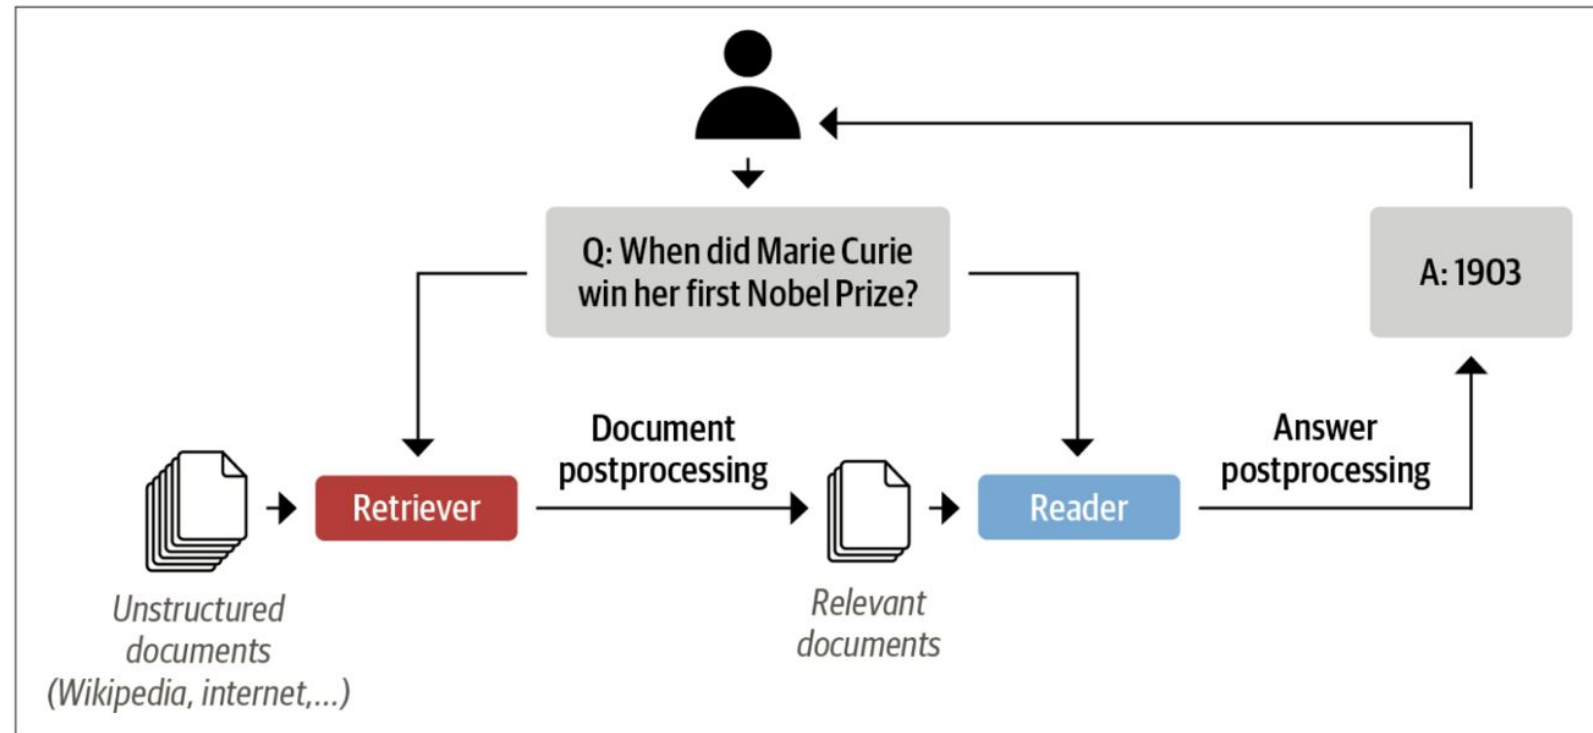 Q: When did Marie Curie
win her first Nobel Prize?
A: 1903
Document
postprocessing
Answer
postprocessing
Retriever
Reader
Unstructured
documents
(Wikipedia, internet,...)
Relevant
documents